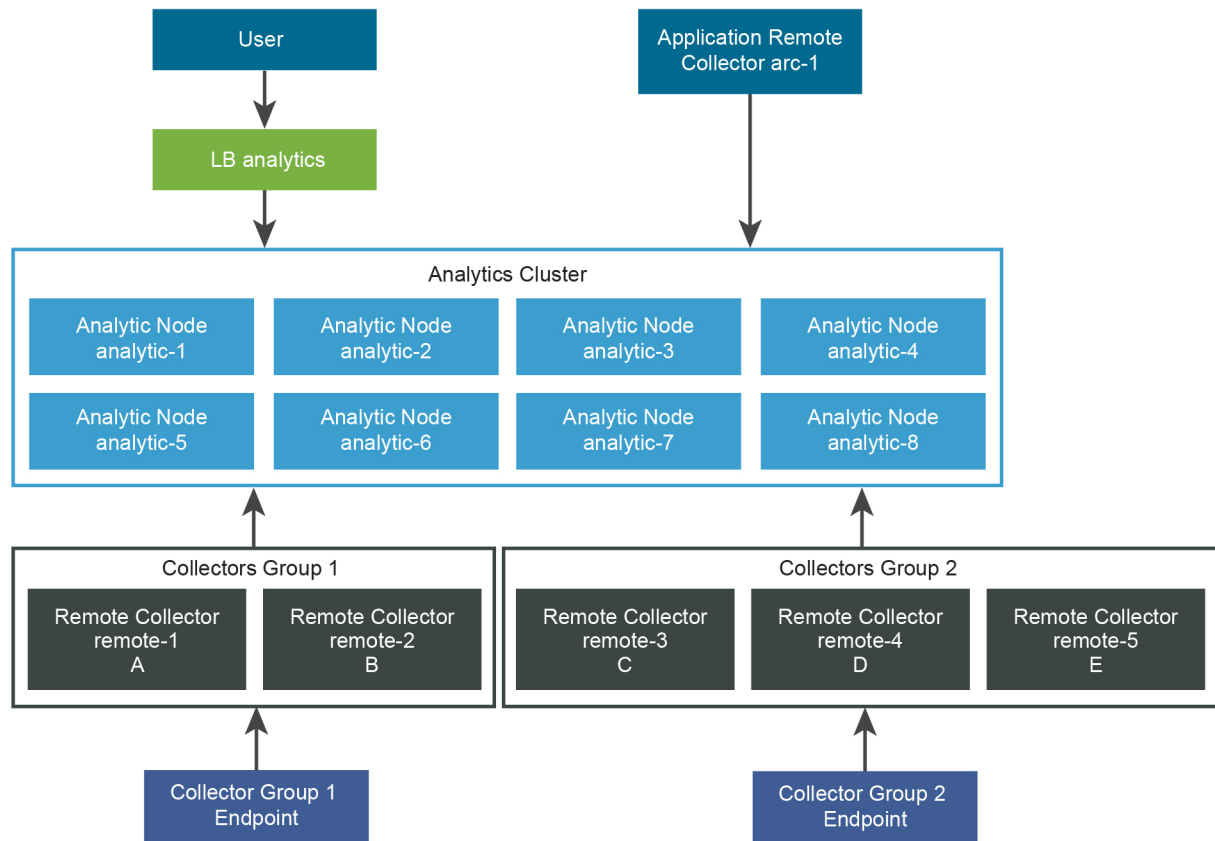 User
Application Remote
Collector arc-1
LB analytics
Analytics Cluster
Analytic Node
analytic-1
Analytic Node
analytic-2
Analytic Node
analytic-3
Analytic Node
analytic-4
Analytic Node
analytic-5
Analytic Node
analytic-6
Analytic Node
analytic-7
Analytic Node
analytic-8
Collectors Group 1
Remote Collector
remote-1
A
Remote Collector
remote-2
B
Collectors Group 2
Remote Collector
remote-3
C
Remote Collector
remote-4
D
Remote Collector
remote-5
E
Collector Group 1
Endpoint
Collector Group 2
Endpoint